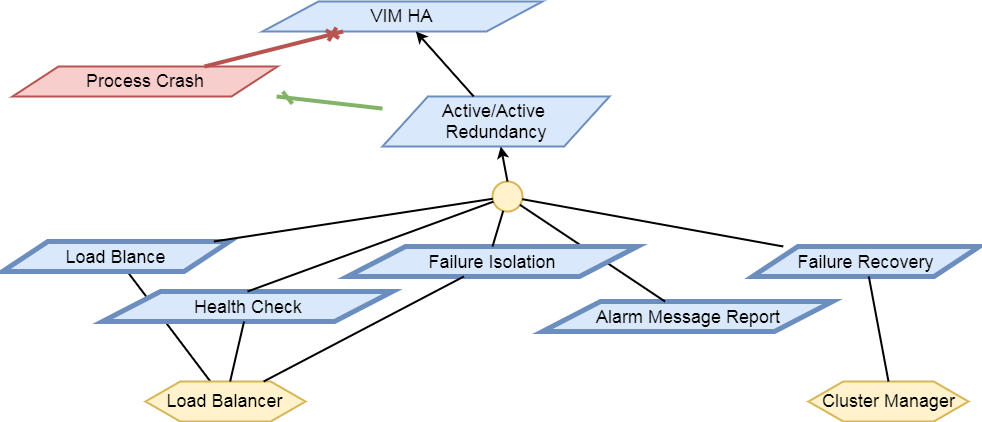 VIM HA
Process Crash
Active/Active
Redundancy
Load Blance
Failure Isolation
Failure Recovery
Health Check
Alarm Message Report
Load Balancer
Cluster Manager